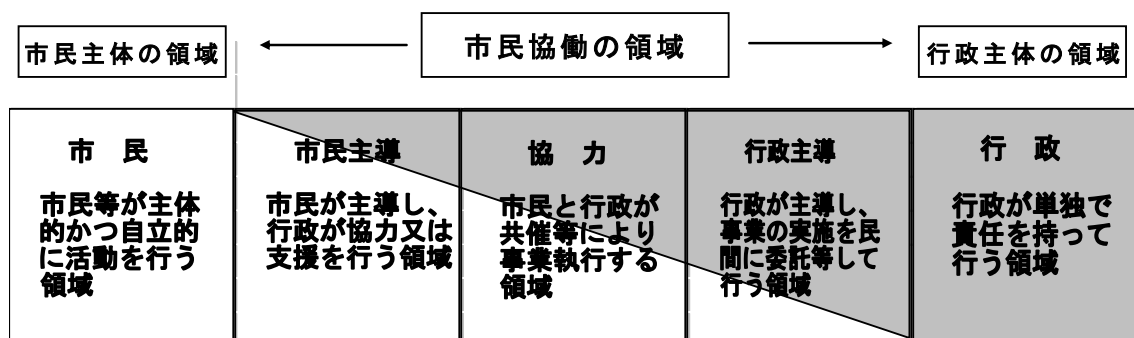 市民主体の領域
市民協働の領域
行政主体の領域
市 民
市民等が主体
的かつ自立的
に活動を行う
領域
市民主導
市民が主導し、
行政が協力又は
支援を行う領域
協 力
市民と行政が
共催等により
事業執行する
領域
行政主導
行政が主導し、
事業の実施を民
間に委託等して
行う領域
行 政
行政が単独で
責任を持って
行う領域